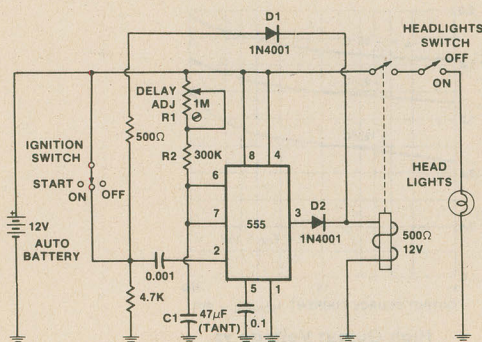 D1
1N4001
HEADLIGHTS
SWITCH
OFF
ON
DELAY
ADJ
R1
1M
500Ω
IGNITION
SWITCH
START
ON
OFF
R2
300K
8
4
6
7
2
555
3
D2
1N4001
5
1
HEAD
LIGHTS
500Ω
12V
12V
AUTO
BATTERY
0.001
4.7K
C1
47μF
(TANT)
0.1